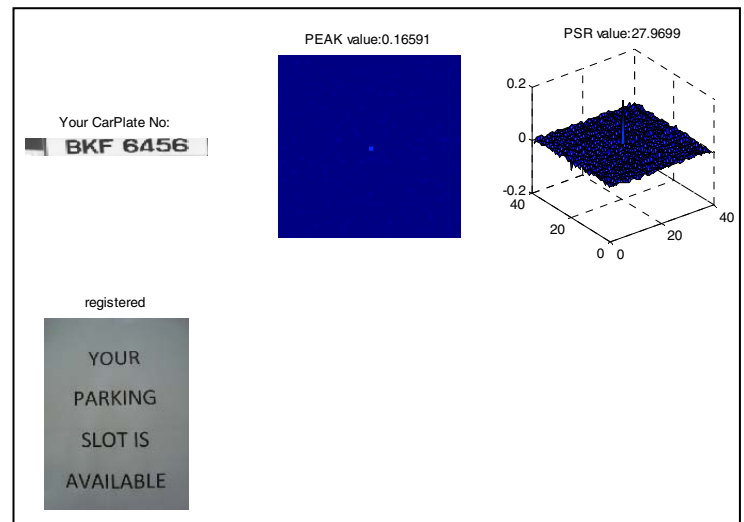 PEAK value:0.16591
PSR value:27.9699
Your CarPlate No:
BKF 6456
0.2
0
-0.2
40
20
0
0
20
40
registered
YOUR
PARKING
SLOT IS
AVAILABLE